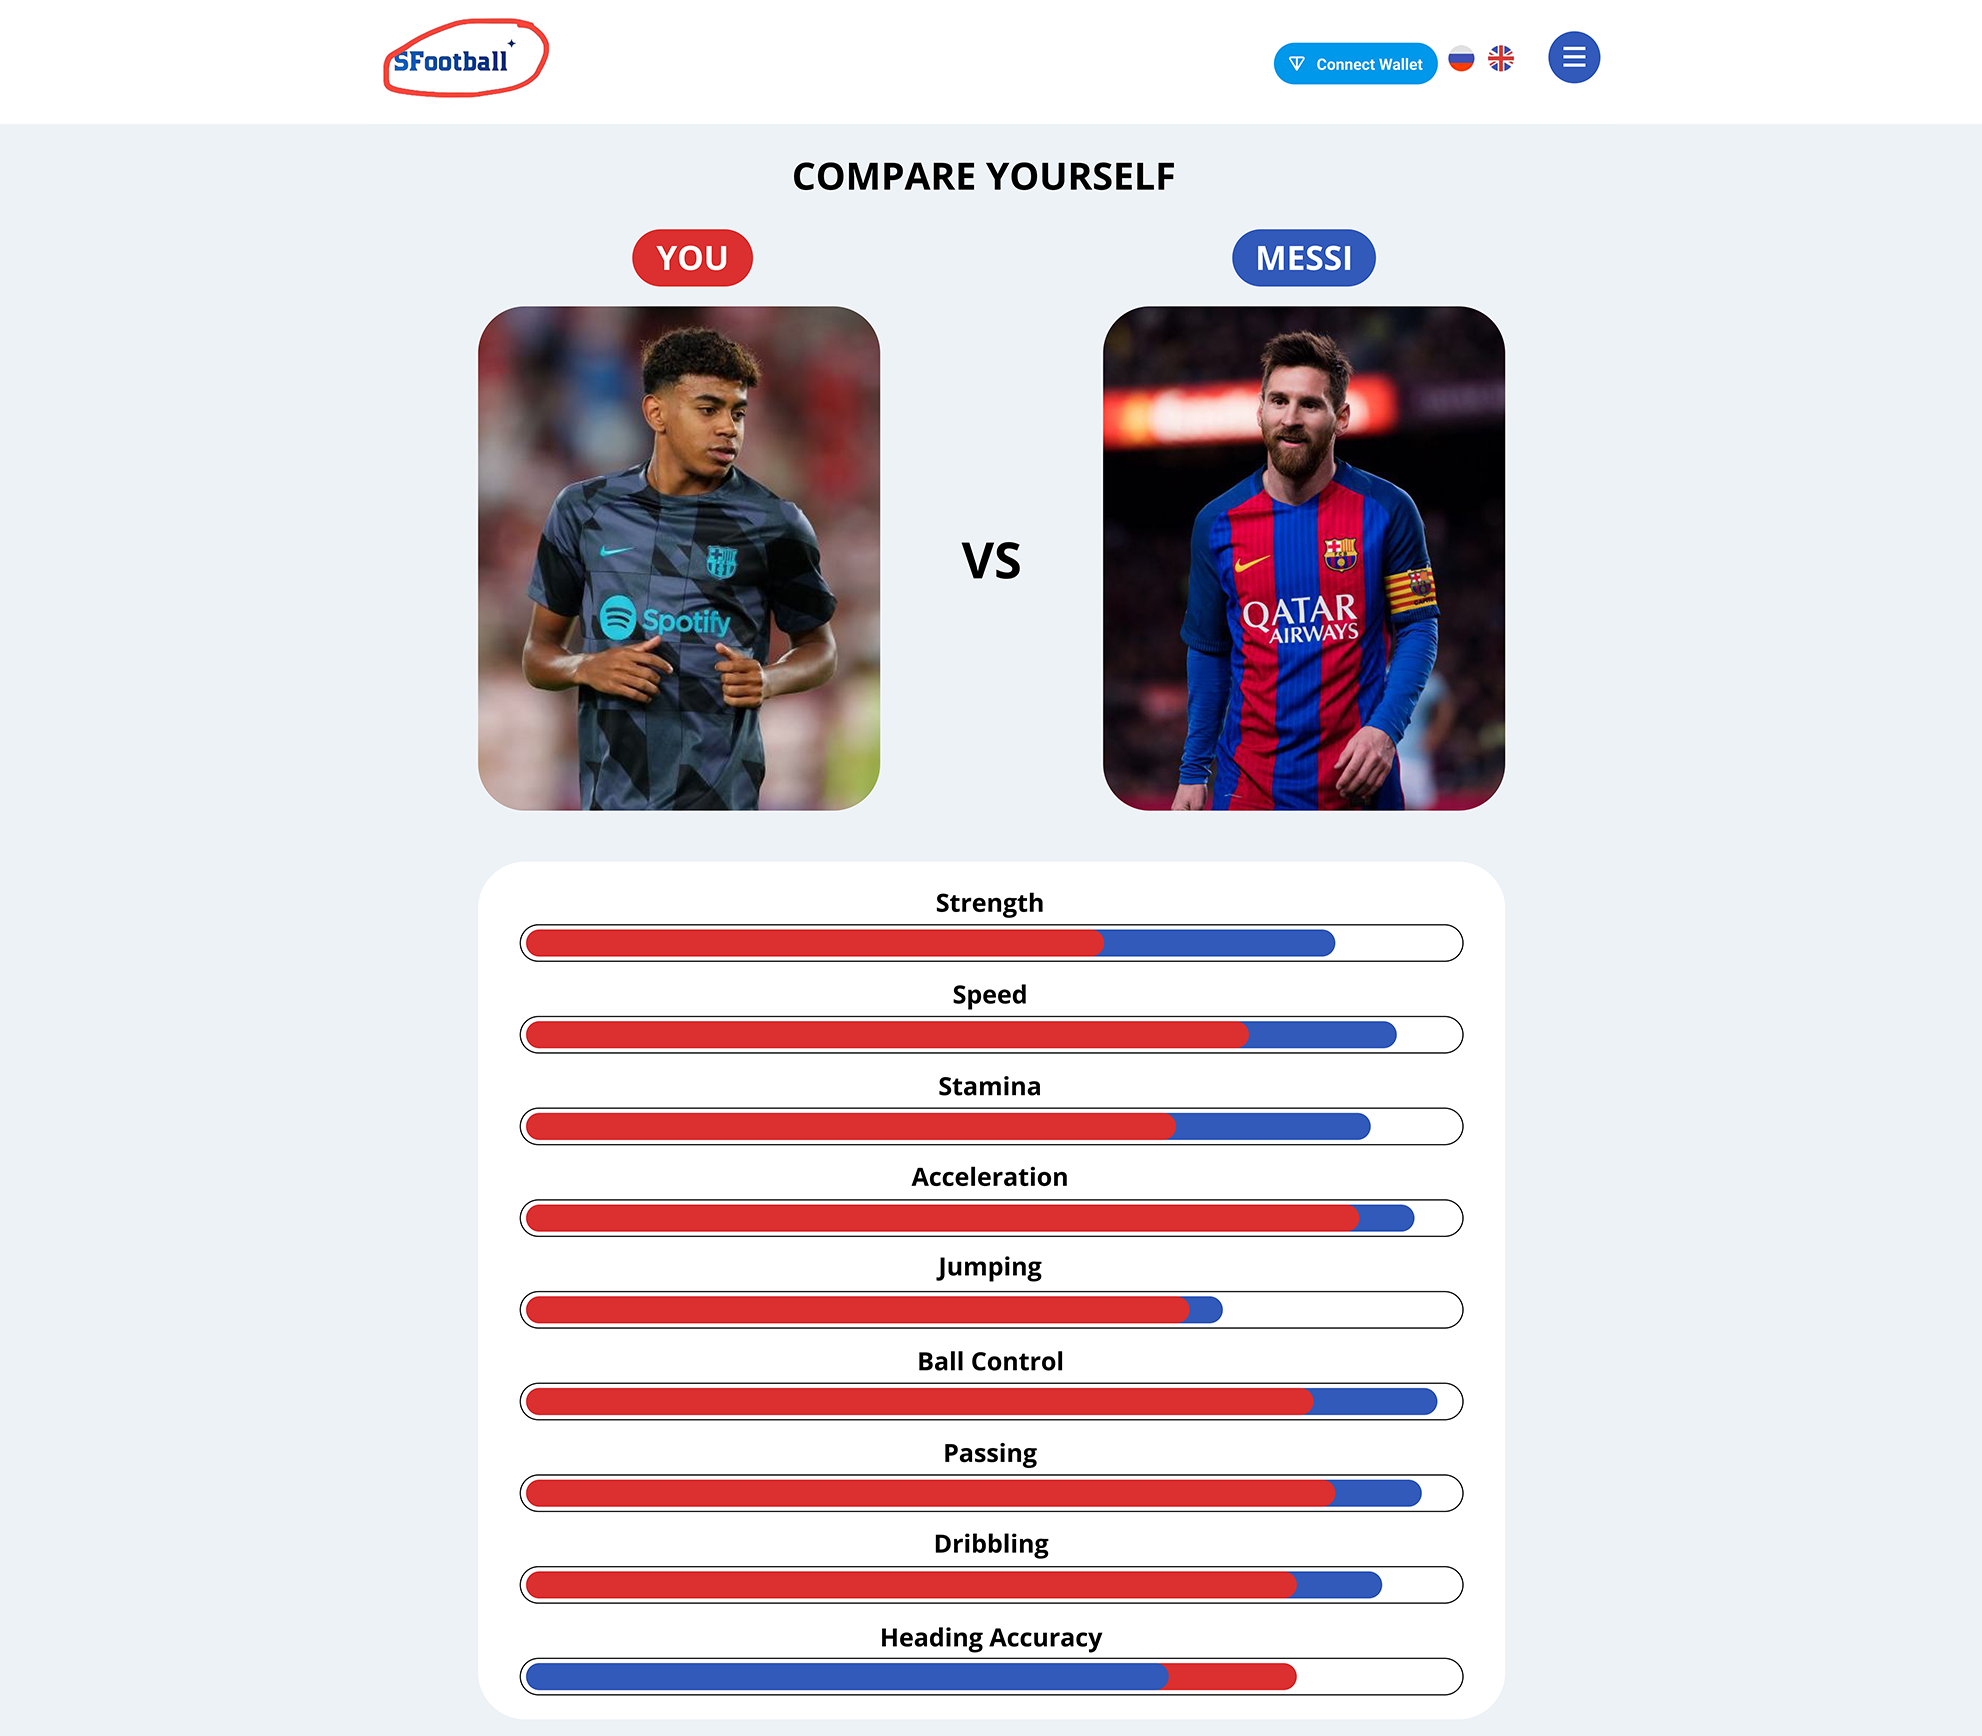 SFootball
Connect Wallet
COMPARE YOURSELF
YOU
MESSI
Spotify
VS
QATAR
AIRWAYS
Strength
Speed
Stamina
Acceleration
Jumping
Ball Control
Passing
Dribbling
Heading Accuracy